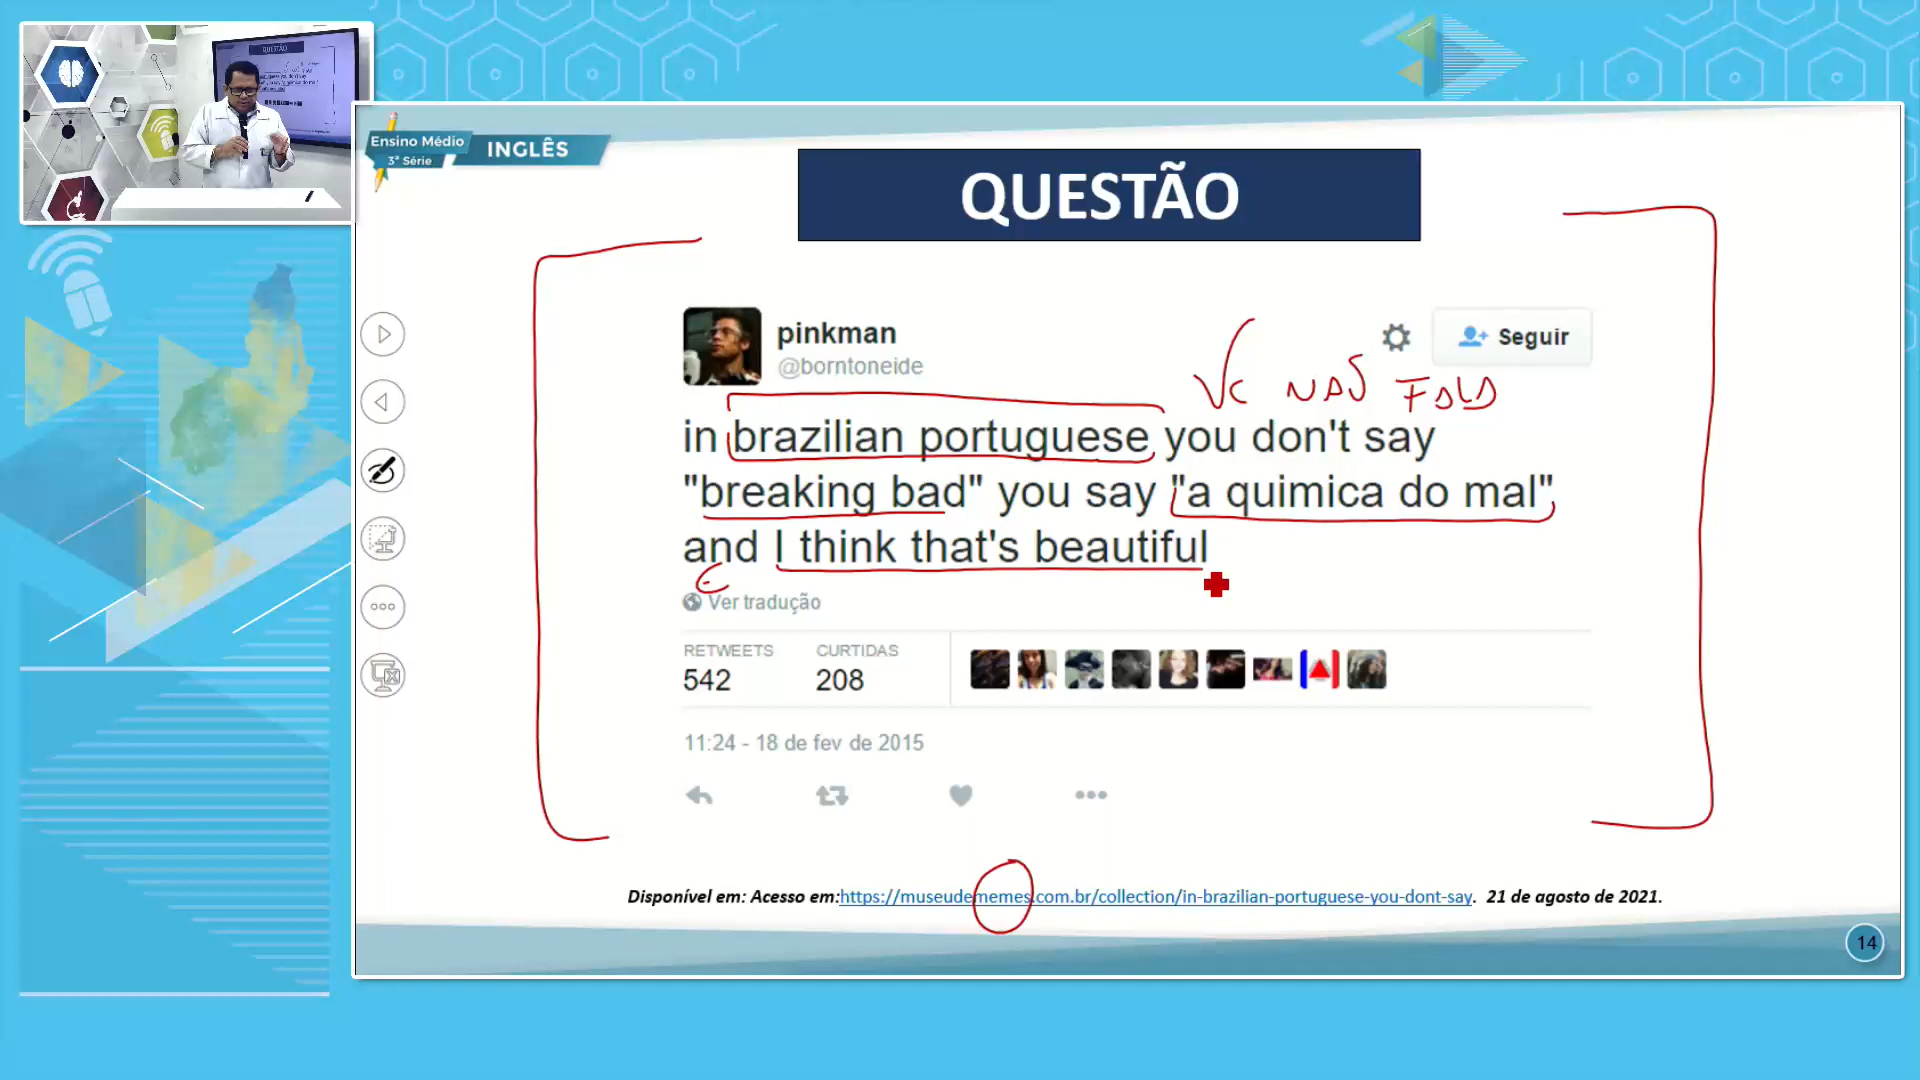 QUESTÃO
Ensino Médio
3ª Série
INGLÊS
QUESTÃO
pinkman
@borntoneide
Seguir
VC NÃO FALA
in brazilian portuguese you don't say
"breaking bad" you say "a quimica do mal"
and I think that's beautiful
e
Ver tradução
RETWEETS CURTIDAS
542 208
11:24 - 18 de fev de 2015
Disponível em: Acesso em:https://museudememes.com.br/collection/in-brazilian-portuguese-you-dont-say. 21 de agosto de 2021.
14